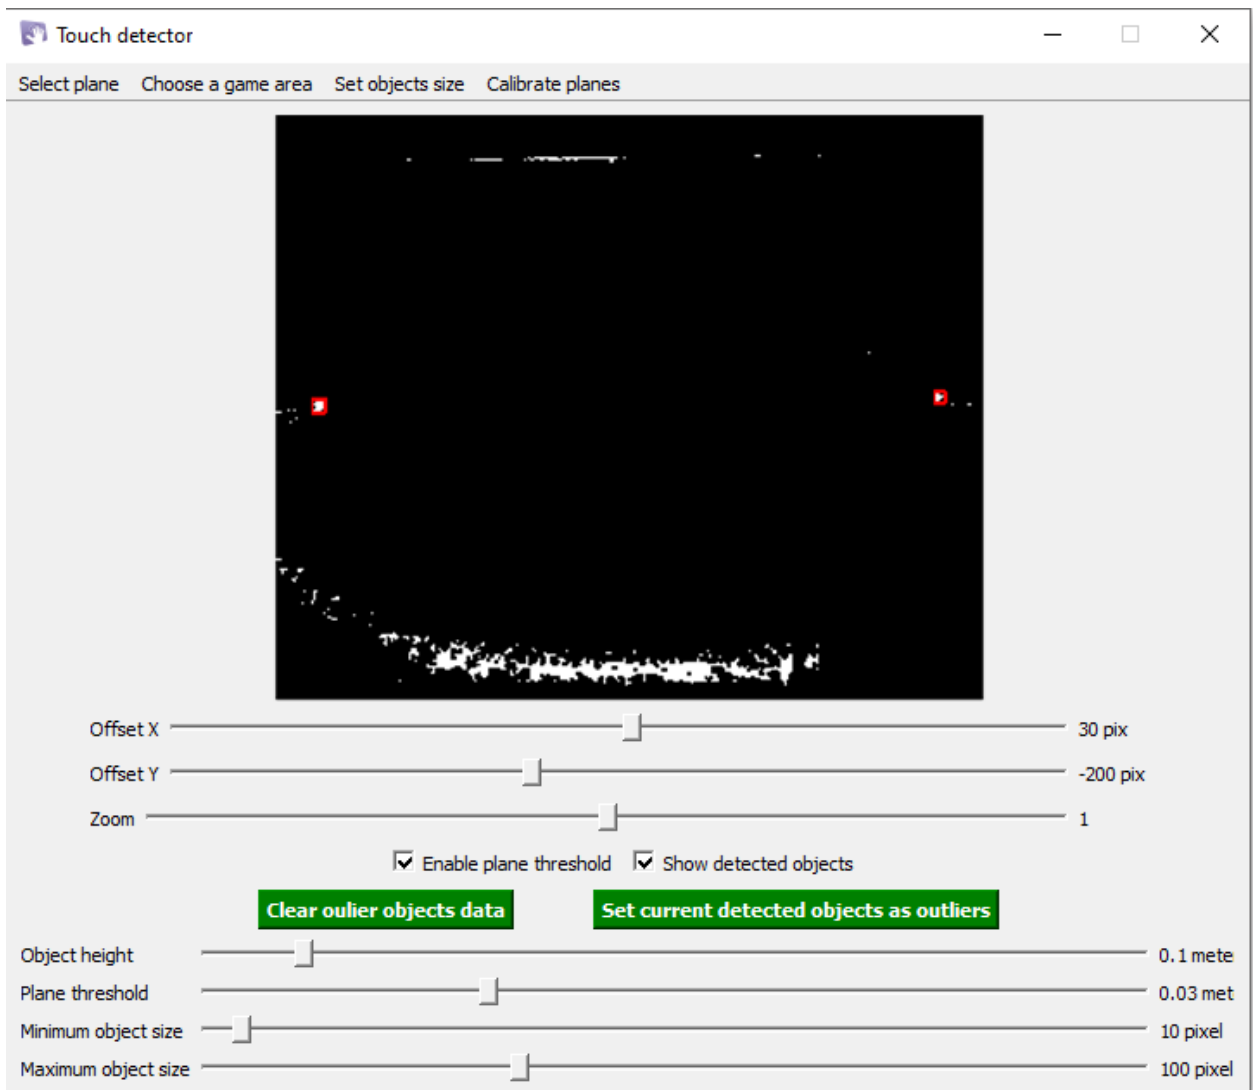 Touch detector
Select plane Choose a game area Set objects size Calibrate planes
Offset X 30 pix
Offset Y -200 pix
Zoom 1
Enable plane threshold Show detected objects
Clear oulier objects data Set current detected objects as outliers
Object height 0.1 mete
Plane threshold 0.03 met
Minimum object size 10 pixel
Maximum object size 100 pixel